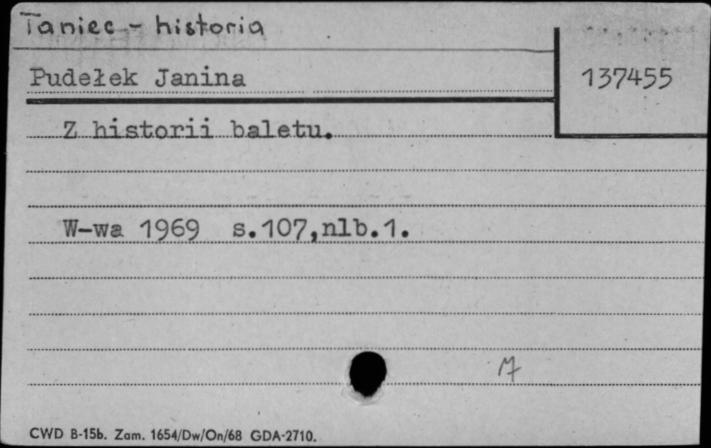 Taniec - historia
Pudełek Janina
137455
Z historii baletu.
W-wa 1969 s.107,nlb.1.
CWD B-15b. Zam. 1654/Dw/On/68 GDA-2710.